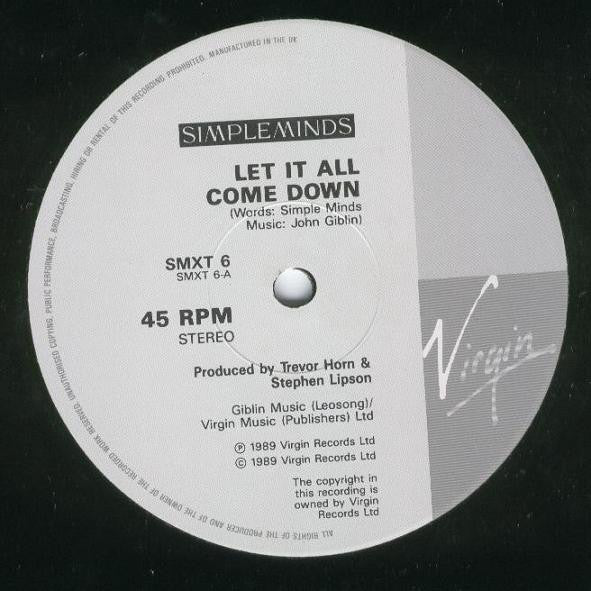 SIMPLE MINDS
LET IT ALL
COME DOWN
(Words: Simple Minds
Music: John Giblin)
SMXT 6
SMXT 6-A
45 RPM
STEREO
Produced by Trevor Horn &
Stephen Lipson
Giblin Music (Leosong)/
Virgin Music (Publishers) Ltd
Ⓟ 1989 Virgin Records Ltd
© 1989 Virgin Records Ltd
The copyright in
this recording is
owned by Virgin
Records Ltd
Virgin
ALL RIGHTS OF THE PRODUCER AND OF THE OWNER OF THE RECORDED WORK RESERVED. UNAUTHORISED COPYING, PUBLIC PERFORMANCE, BROADCASTING, HIRING OR RENTAL OF THIS RECORDING PROHIBITED. MANUFACTURED IN THE UK